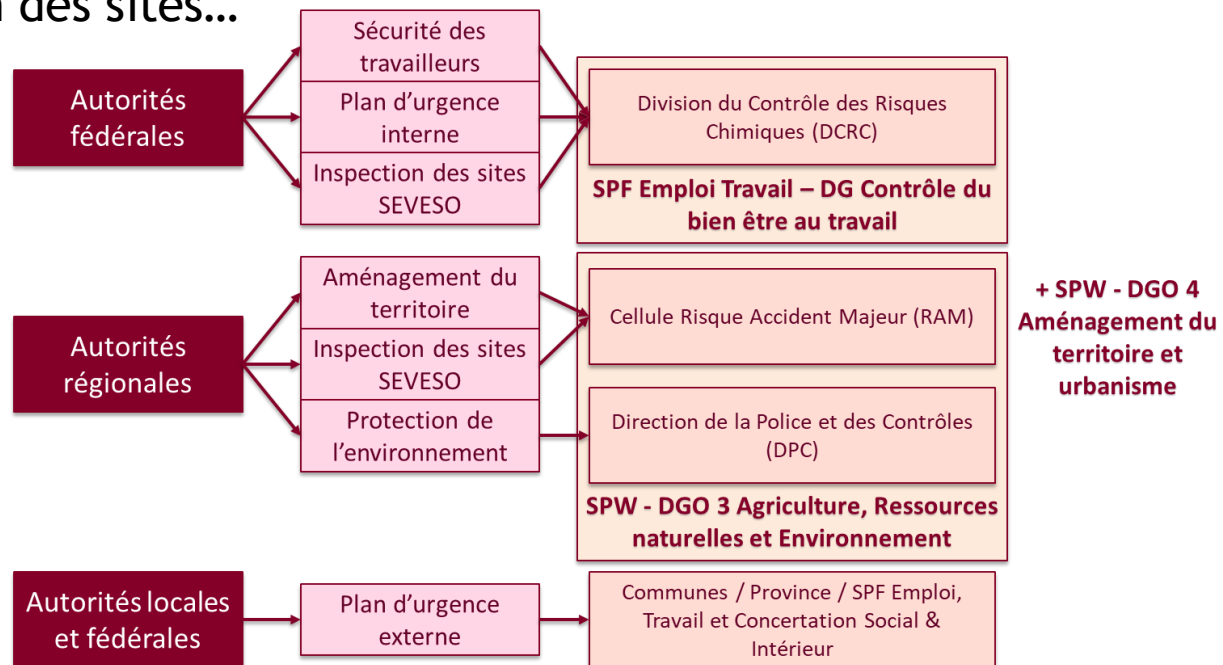 des sites…
Autorités
fédérales
Sécurité des
travailleurs
Plan d’urgence
interne
Inspection des sites
SEVESO
Division du Contrôle des Risques
Chimiques (DCRC)
SPF Emploi Travail – DG Contrôle du
bien être au travail
Autorités
régionales
Aménagement du
territoire
Inspection des sites
SEVESO
Protection de
l’environnement
Cellule Risque Accident Majeur (RAM)
Direction de la Police et des Contrôles
(DPC)
SPW - DGO 3 Agriculture, Ressources
naturelles et Environnement
+ SPW - DGO 4
Aménagement du
territoire et
urbanisme
Autorités locales
et fédérales
Plan d’urgence
externe
Communes / Province / SPF Emploi,
Travail et Concertation Social &
Intérieur